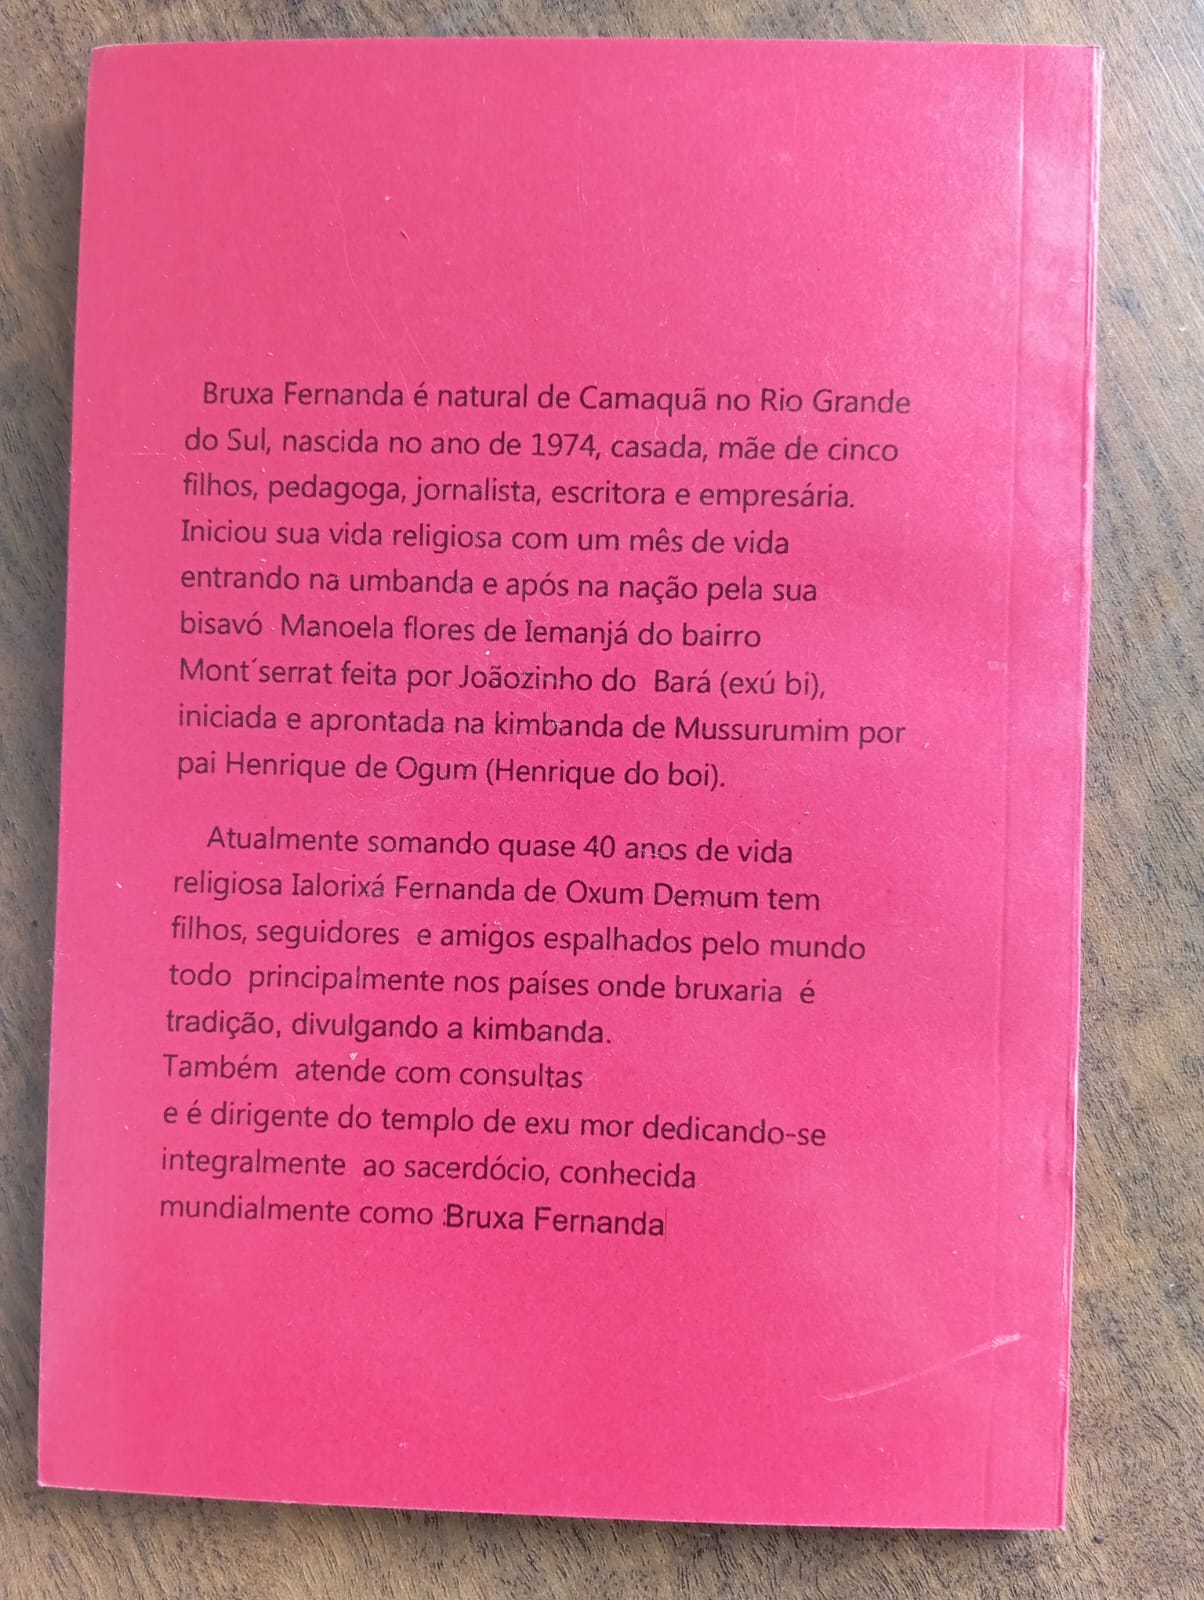 Bruxa Fernanda é natural de Camaquã no Rio Grande
do Sul, nascida no ano de 1974, casada, mãe de cinco
filhos, pedagoga, jornalista, escritora e empresária.
Iniciou sua vida religiosa com um mês de vida
entrando na umbanda e após na nação pela sua
bisavó Manoela flores de Iemanjá do bairro
Mont´serrat feita por Joãozinho do Bará (exú bi),
iniciada e aprontada na kimbanda de Mussurumim por
pai Henrique de Ogum (Henrique do boi).
Atualmente somando quase 40 anos de vida
religiosa Ialorixá Fernanda de Oxum Demum tem
filhos, seguidores e amigos espalhados pelo mundo
todo principalmente nos países onde bruxaria é
tradição, divulgando a kimbanda.
Também atende com consultas
e é dirigente do templo de exu mor dedicando-se
integralmente ao sacerdócio, conhecida
mundialmente como :Bruxa Fernanda